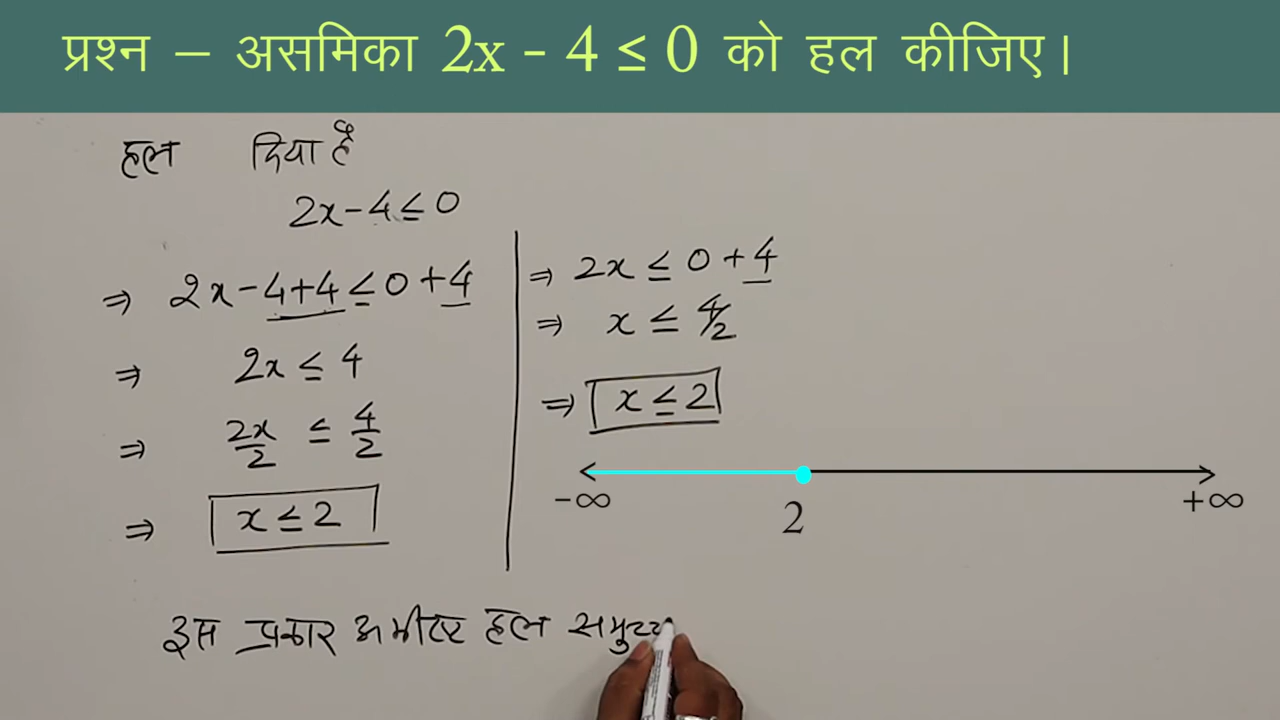 प्रश्न – असमिका 2x - 4 ≤ 0 को हल कीजिए।
हल दिया है
2x-4≤0
⇒ 2x-4+4≤0+4
⇒ 2x≤4
⇒ 2x/2 ≤ 4/2
⇒ x≤2
⇒ 2x≤0+4
⇒ x≤4/2
⇒ x≤2
-∞ 2 +∞
इस प्रकार अभीष्ट हल समुच्च